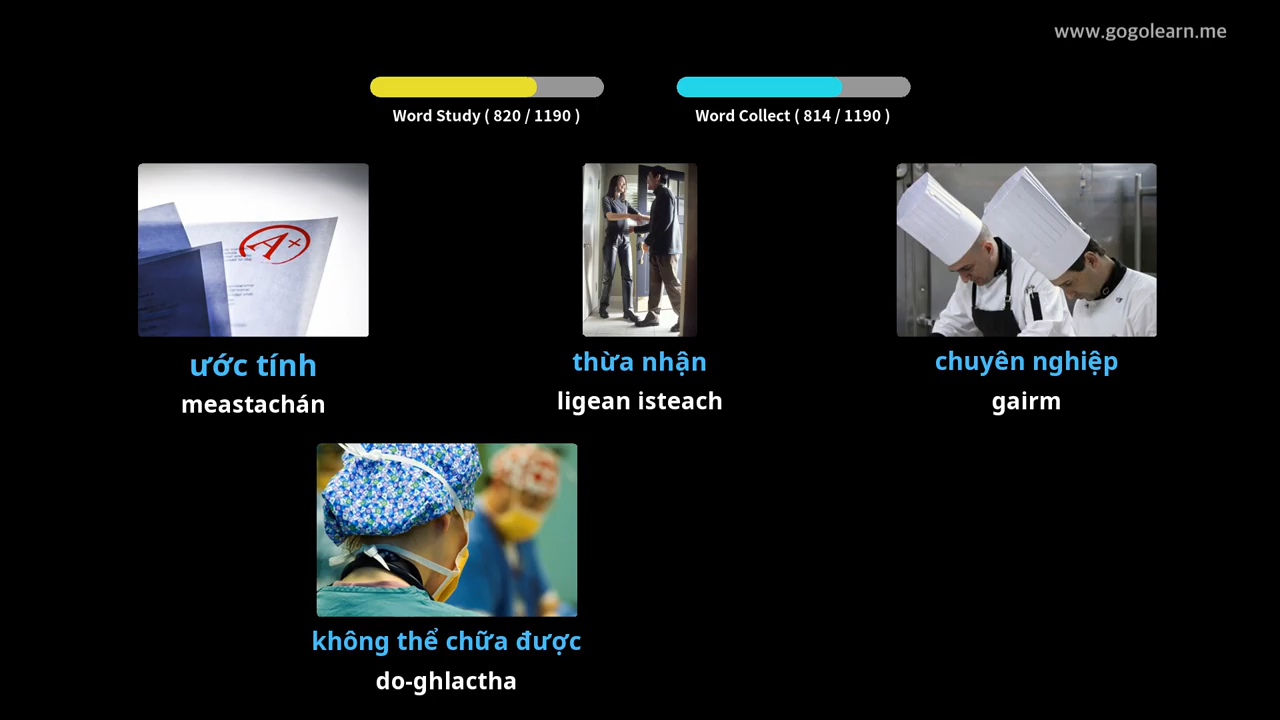 www.gogolearn.me
Word Study ( 820 / 1190 )
Word Collect ( 814 / 1190 )
A+
ước tính
meastachán
thừa nhận
ligean isteach
chuyên nghiệp
gairm
không thể chữa được
do-ghlactha